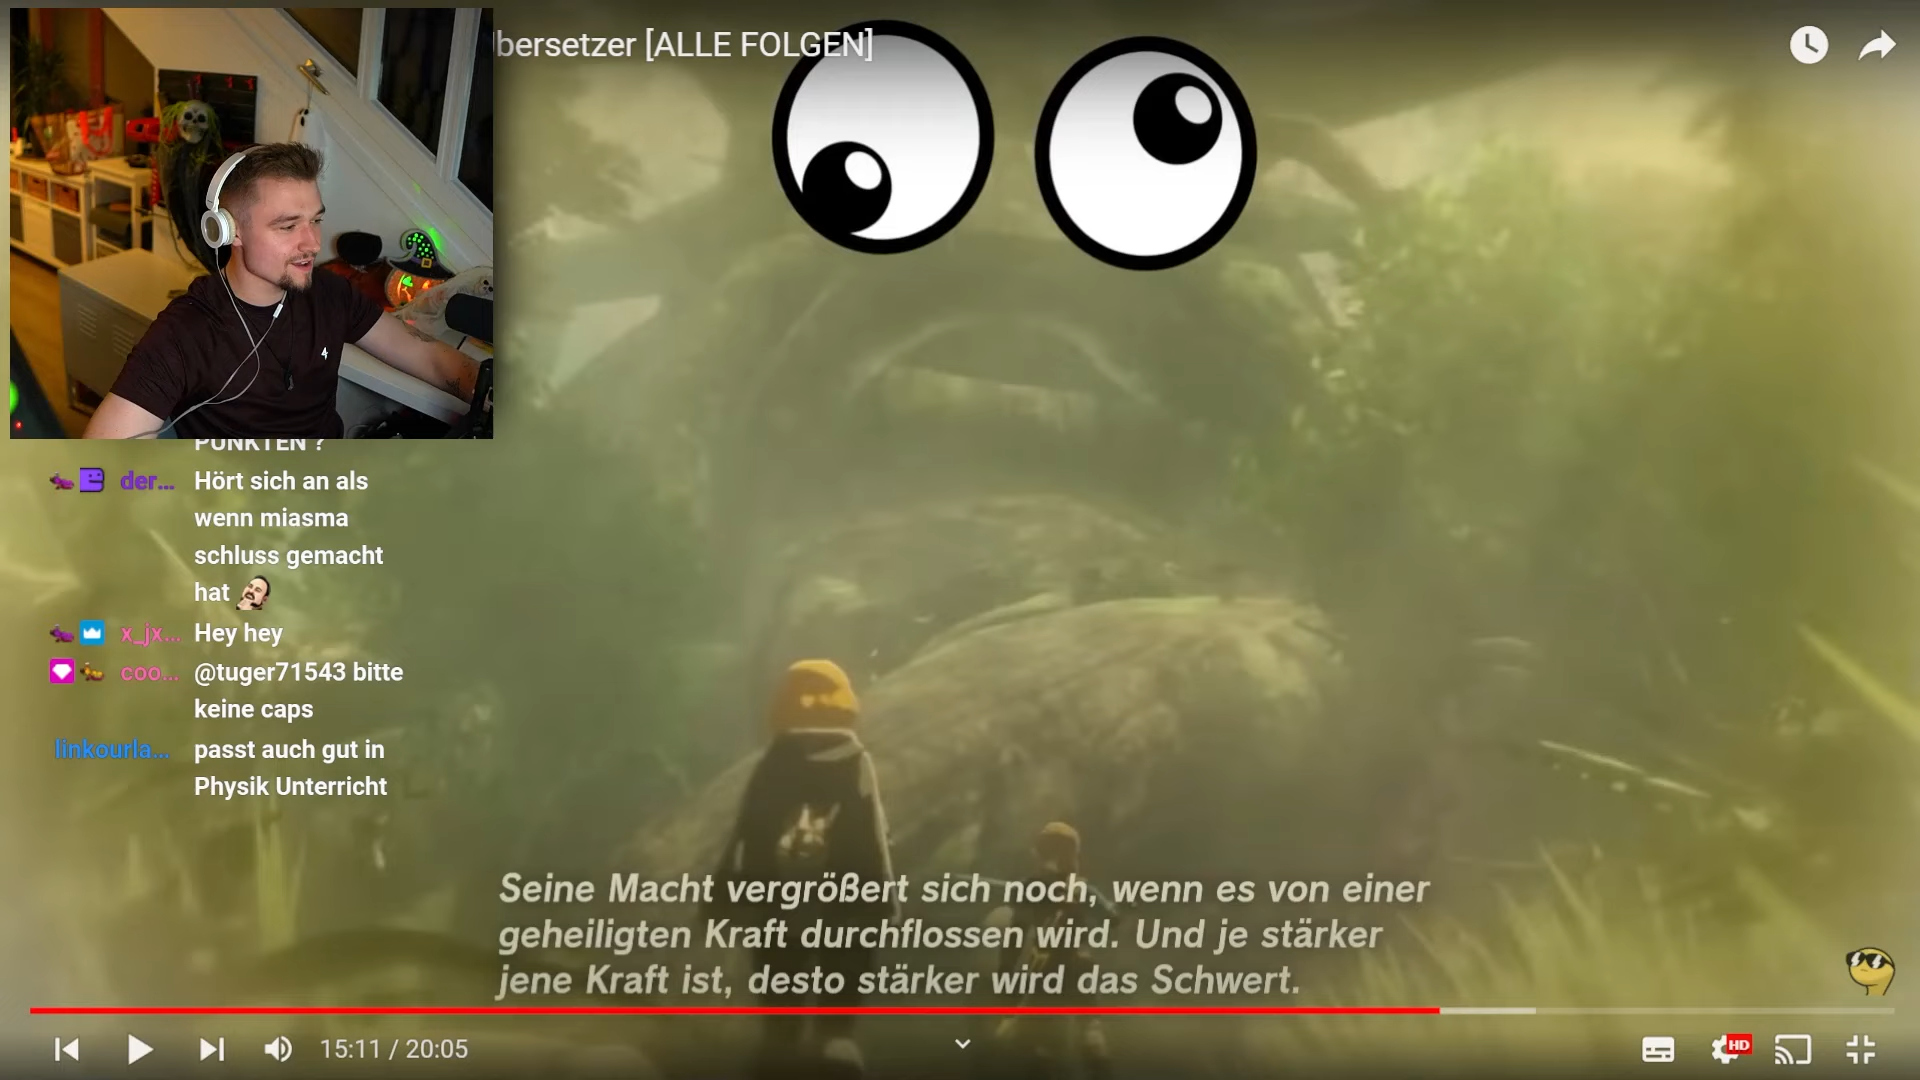 bersetzer [ALLE FOLGEN]
PUNKTEN ?
der... Hört sich an als
wenn miasma
schluss gemacht
hat
x_jx... Hey hey
coo... @tuger71543 bitte
keine caps
linkourla... passt auch gut in
Physik Unterricht
Seine Macht vergrößert sich noch, wenn es von einer
geheiligten Kraft durchflossen wird. Und je stärker
jene Kraft ist, desto stärker wird das Schwert.
15:11 / 20:05
HD